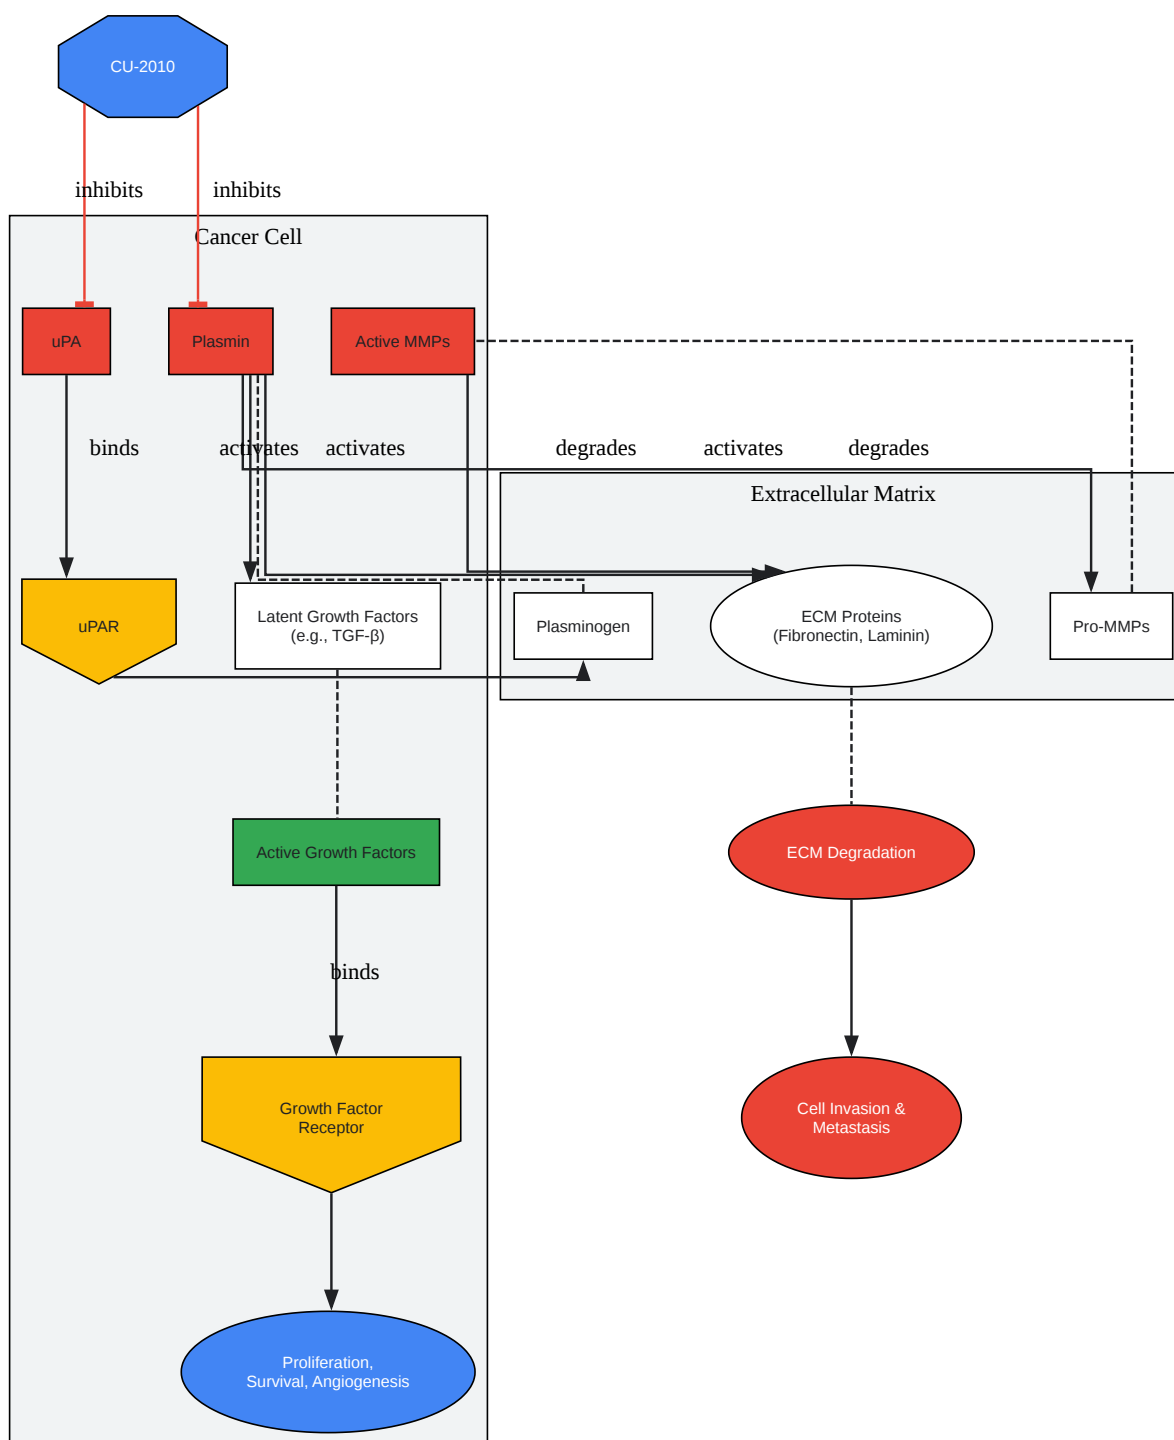 CU-2010
inhibits
inhibits
Cancer Cell
uPA
Plasmin
Active MMPs
binds
activates
activates
degrades
activates
degrades
Extracellular Matrix
uPAR
Latent Growth Factors
(e.g., TGF-β)
Plasminogen
ECM Proteins
(Fibronectin, Laminin)
Pro-MMPs
Active Growth Factors
ECM Degradation
binds
Growth Factor
Receptor
Cell Invasion &
Metastasis
Proliferation,
Survival, Angiogenesis